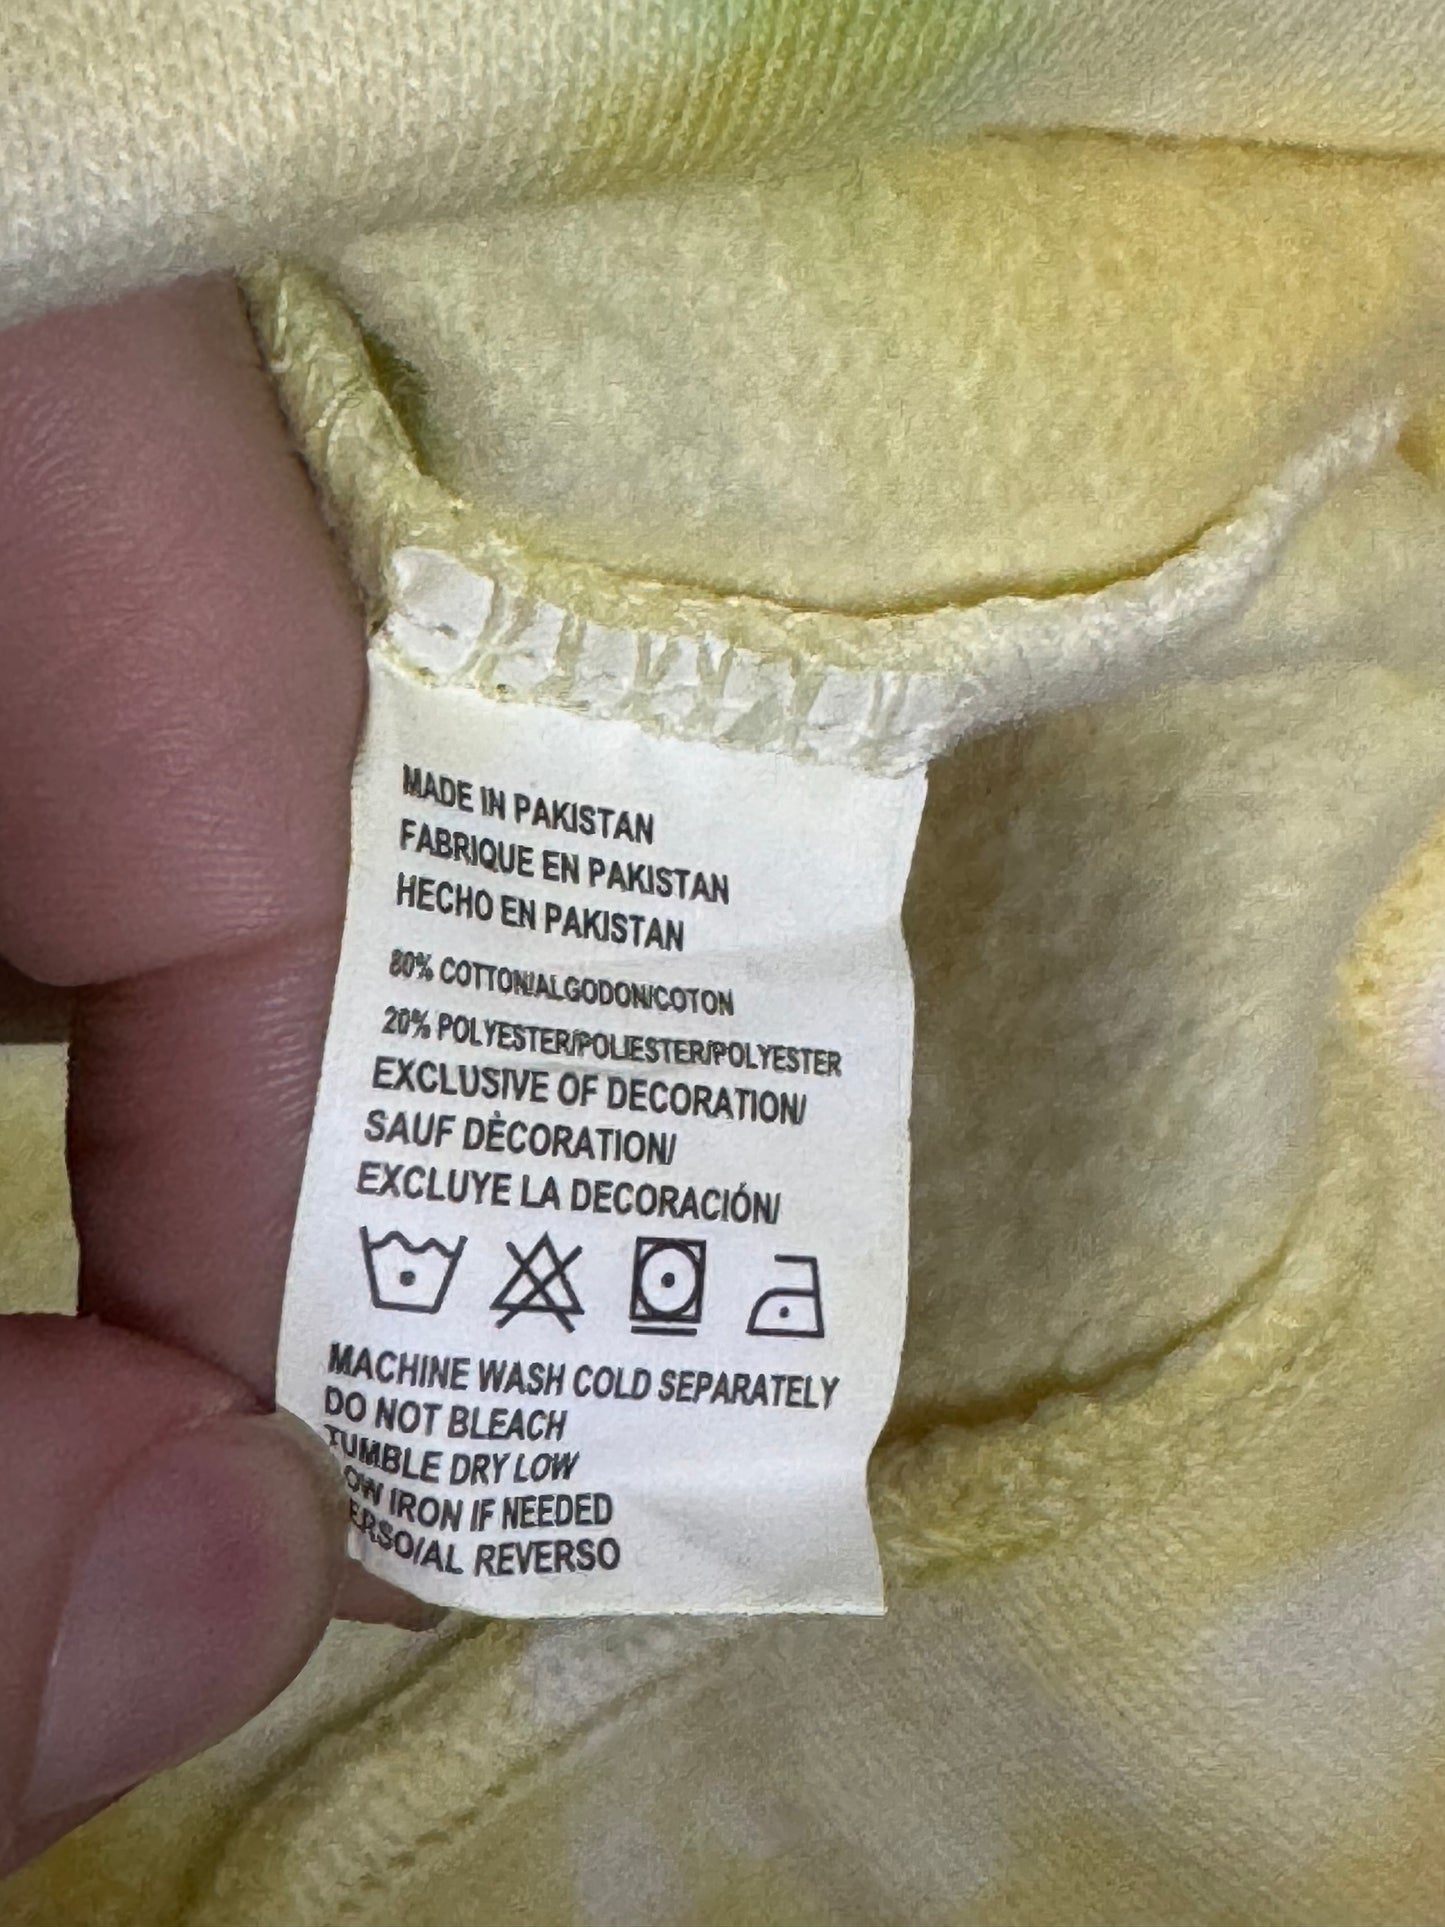 MADE IN PAKISTAN
FABRIQUE EN PAKISTAN
HECHO EN PAKISTAN
80% COTTON/ALGODON/COTON
20% POLYESTER/POLIESTER/POLYESTER
EXCLUSIVE OF DECORATION/
SAUF DÈCORATION/
EXCLUYE LA DECORACIÓN/
MACHINE WASH COLD SEPARATELY
DO NOT BLEACH
TUMBLE DRY LOW
OW IRON IF NEEDED
ERSO/AL REVERSO